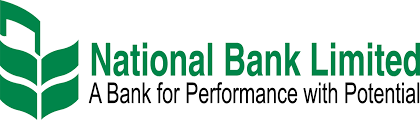 National Bank Limited
A Bank for Performance with Potential